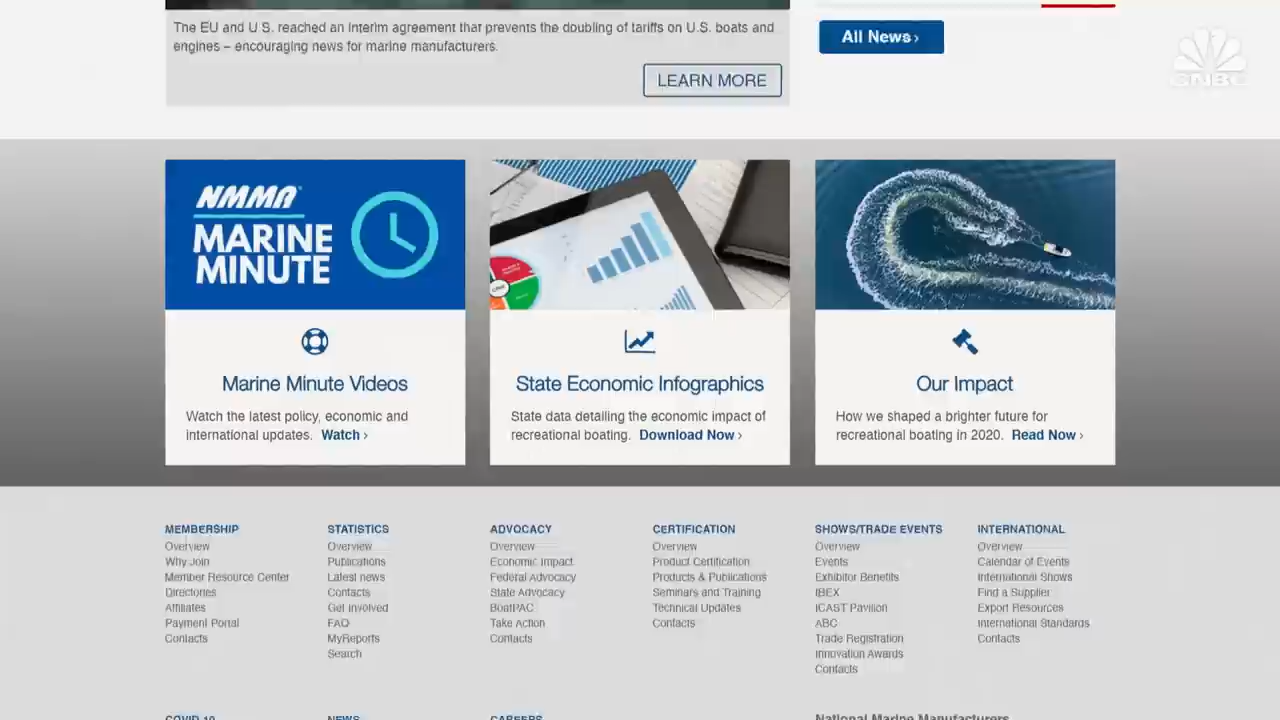 The EU and U.S. reached an interim agreement that prevents the doubling of tariffs on U.S. boats and
engines – encouraging news for marine manufacturers.
LEARN MORE
All News ›
CNBC
NMMA
MARINE
MINUTE
Marine Minute Videos
Watch the latest policy, economic and
international updates. Watch ›
State Economic Infographics
State data detailing the economic impact of
recreational boating. Download Now ›
Our Impact
How we shaped a brighter future for
recreational boating in 2020. Read Now ›
MEMBERSHIP
Overview
Why Join
Member Resource Center
Directories
Affiliates
Payment Portal
Contacts
STATISTICS
Overview
Publications
Latest news
Contacts
Get Involved
FAQ
MyReports
Search
ADVOCACY
Overview
Economic Impact
Federal Advocacy
State Advocacy
BoatPAC
Take Action
Contacts
CERTIFICATION
Overview
Product Certification
Products & Publications
Seminars and Training
Technical Updates
Contacts
SHOWS/TRADE EVENTS
Overview
Events
Exhibitor Benefits
IBEX
ICAST Pavilion
ABC
Trade Registration
Innovation Awards
Contacts
INTERNATIONAL
Overview
Calendar of Events
International Shows
Find a Supplier
Export Resources
International Standards
Contacts
COVID-19
NEWS
CAREERS
National Marine Manufacturers